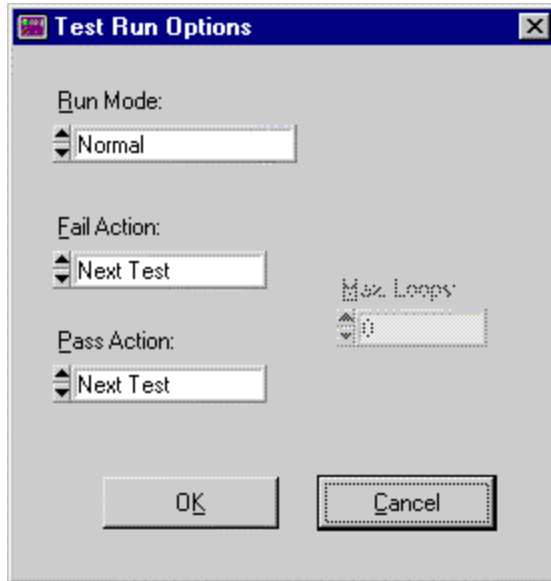 Test Run Options
Run Mode:
Normal
Fail Action:
Next Test
Max. Loops:
0
Pass Action:
Next Test
OK
Cancel